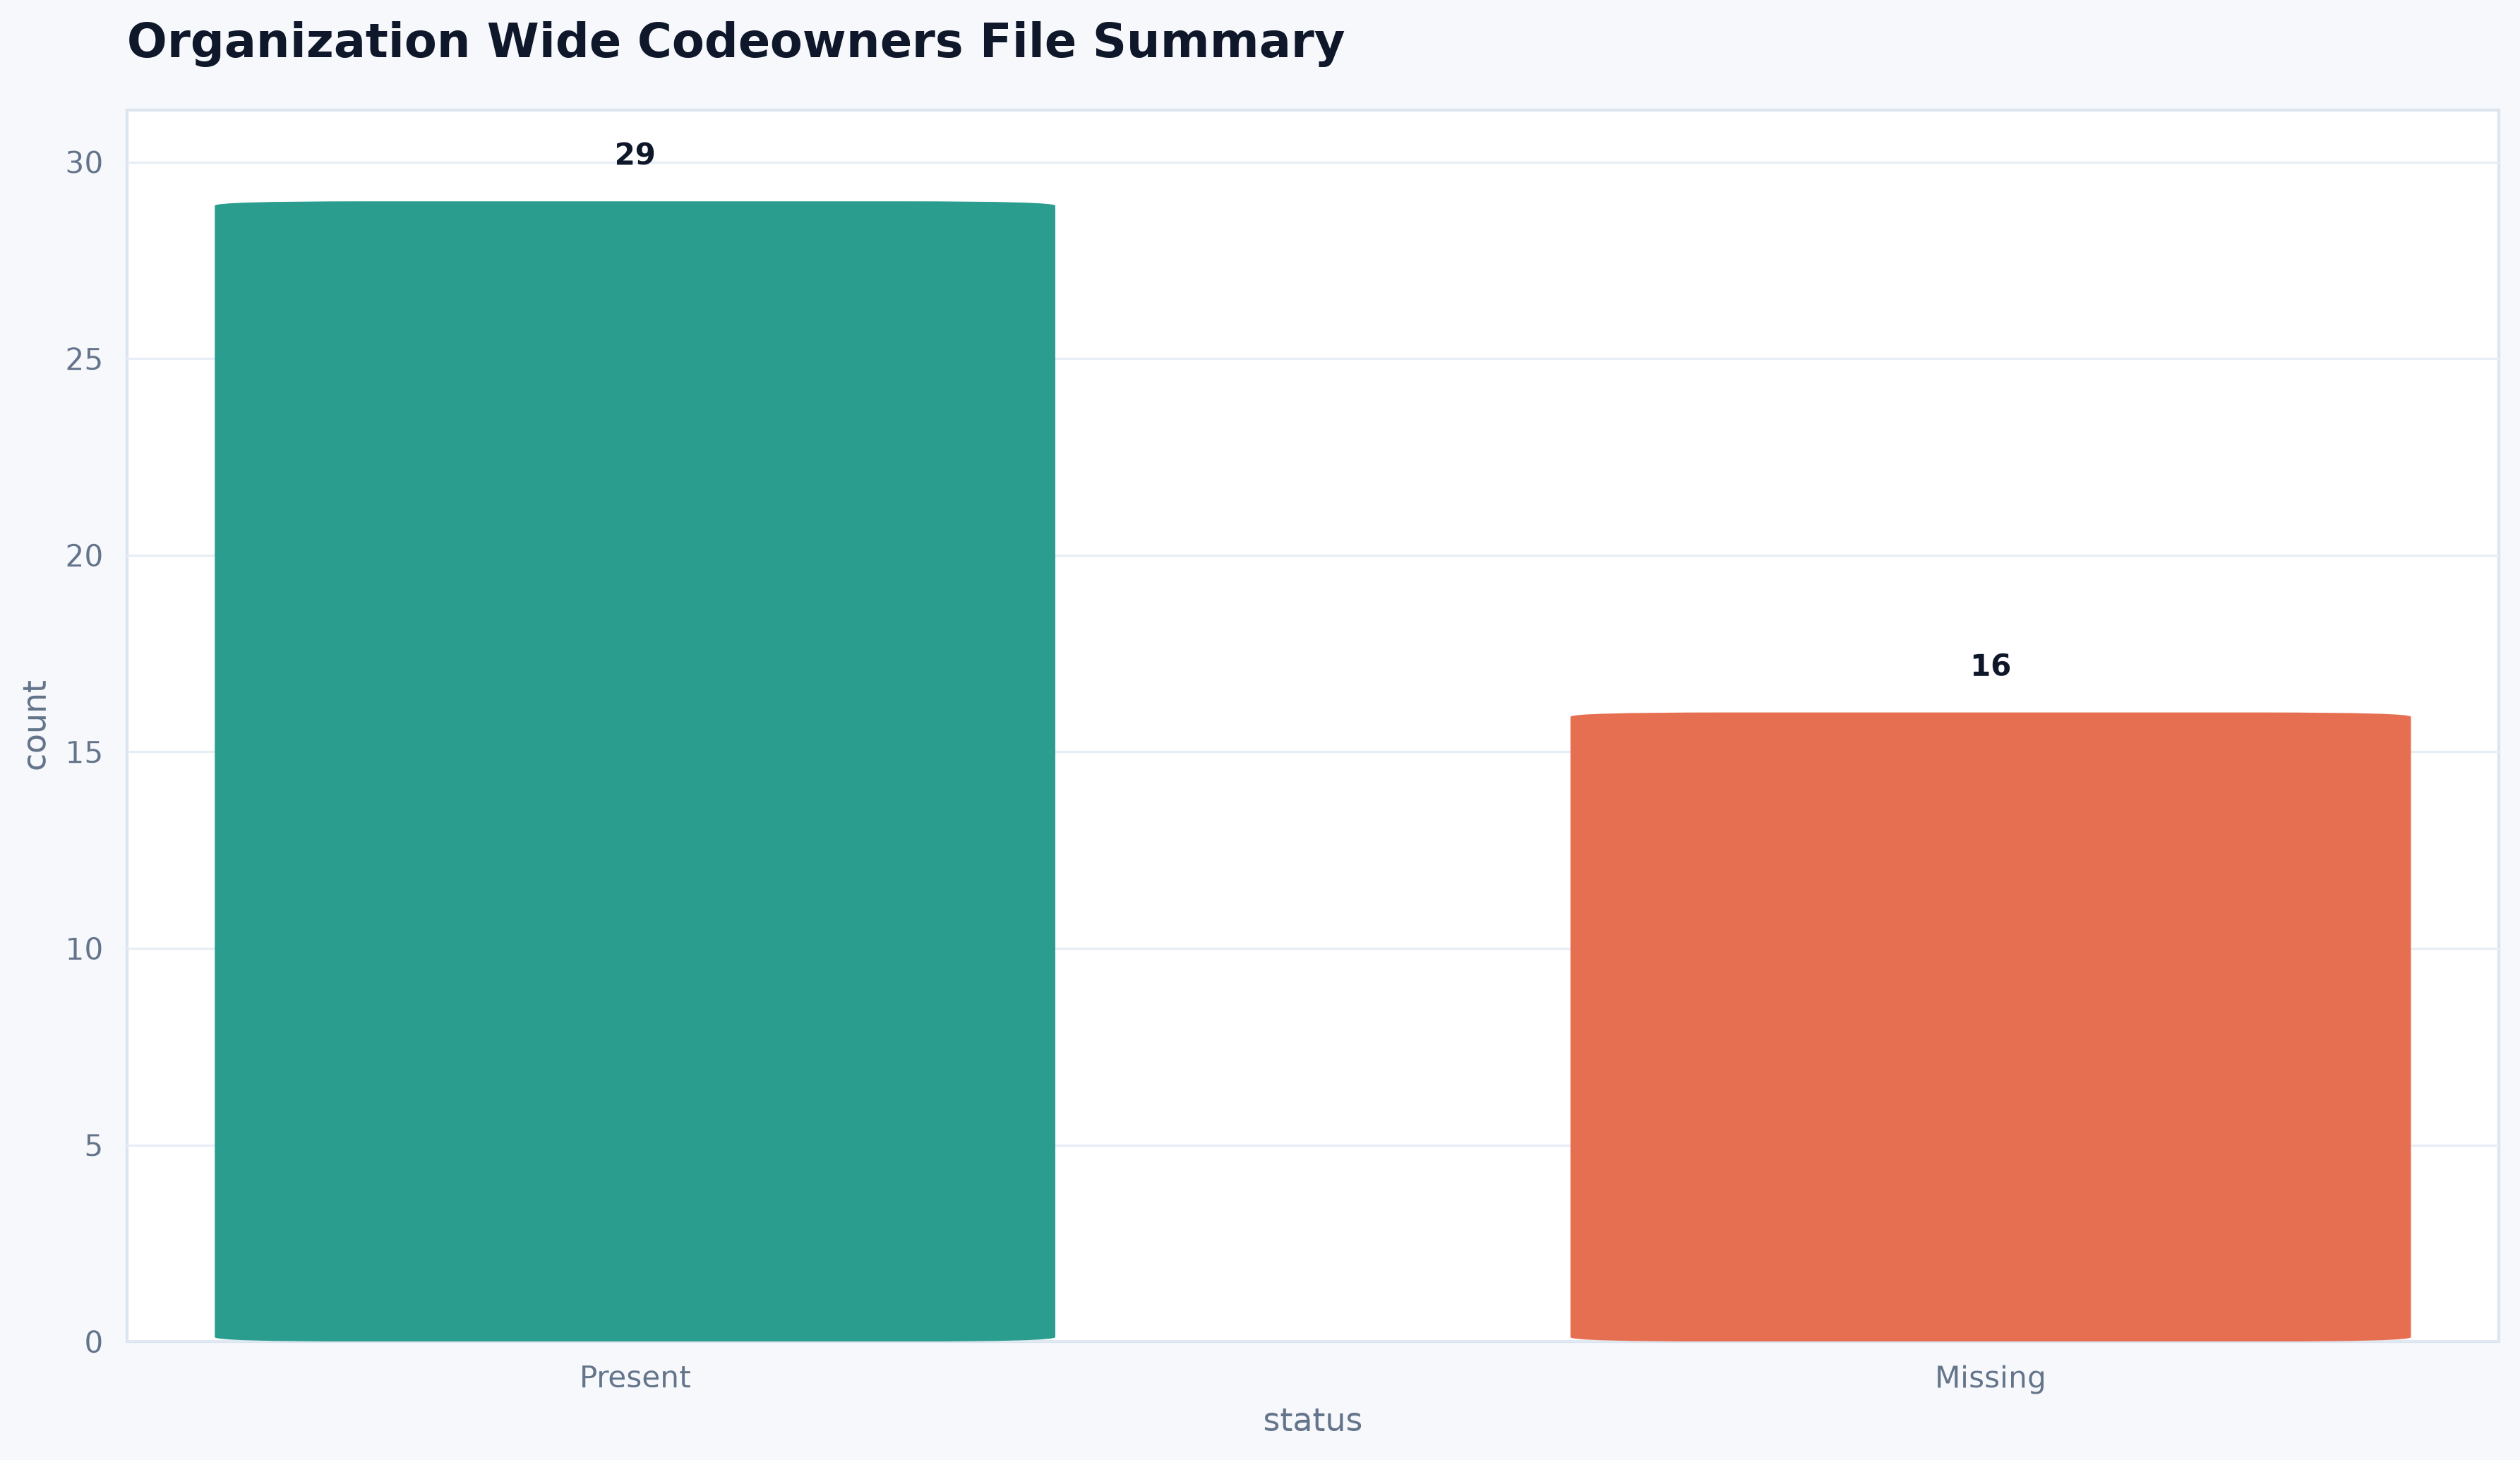 Organization Wide Codeowners File Summary
30
29
25
20
16
15
10
5
0
count
Present
Missing
status